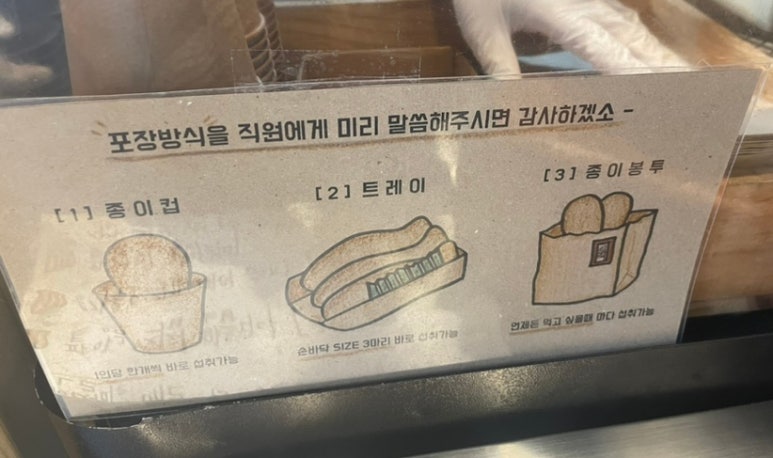 포장방식을 직원에게 미리 말씀해주시면 감사하겠소 -
[1] 종이컵
[2] 트레이
[3] 종이봉투
1인당 한개씩 바로 섭취가능
손바닥 SIZE 3마리 바로 섭취가능
언제든 먹고 싶을때 마다 섭취가능